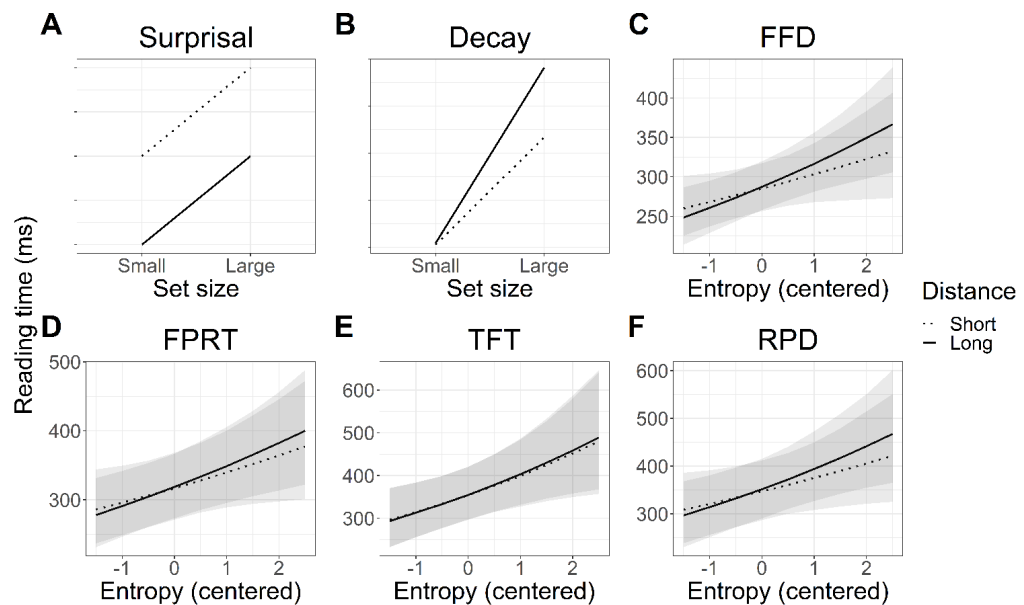 A
Surprisal
Small
Large
Set size
B
Decay
Small
Large
Set size
C
FFD
400
350
300
250
-1 0 1 2
Entropy (centered)
Reading time (ms)
D
FPRT
500
400
300
-1 0 1 2
Entropy (centered)
E
TFT
600
500
400
300
-1 0 1 2
Entropy (centered)
F
RPD
600
500
400
300
-1 0 1 2
Entropy (centered)
Distance
Short
Long